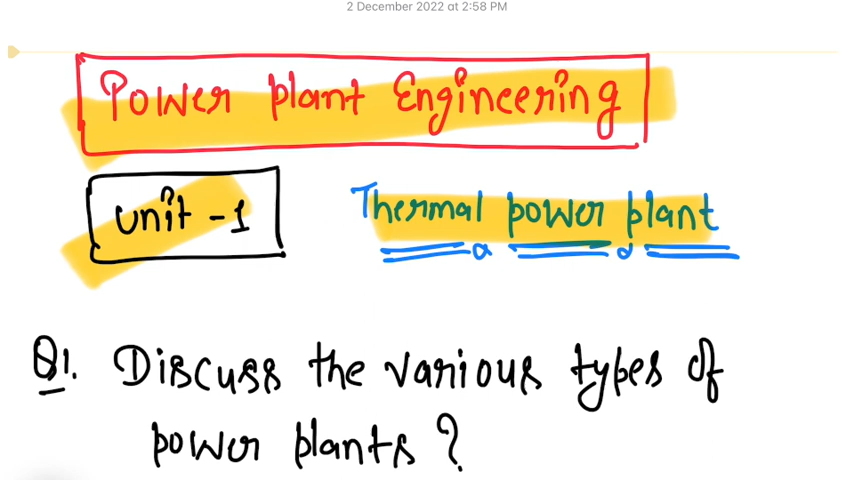 2 December 2022 at 2:58 PM
Power plant Engineering
unit - 1
Thermal power plant
Q1. Discuss the various types of
power plants ?